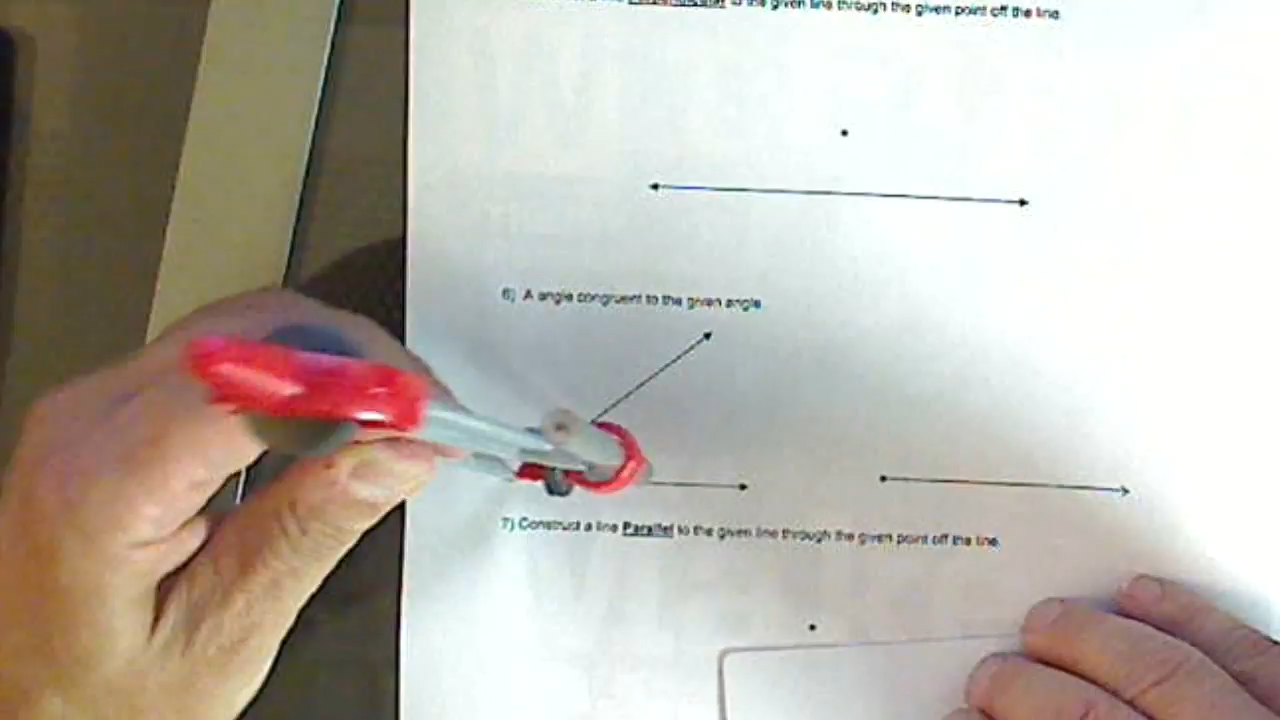 to the given line through the given point off the line.
6) A angle congruent to the given angle
7) Construct a line Parallel to the given line through the given point off the line.